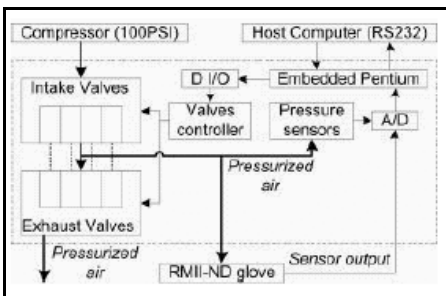 Compressor (100PSI)
Host Computer (RS232)
Intake Valves
D I/O
Embedded Pentium
Valves
controller
Pressure
sensors
A/D
Pressurized
air
Exhaust Valves
Pressurized
air
RMII-ND glove
Sensor output